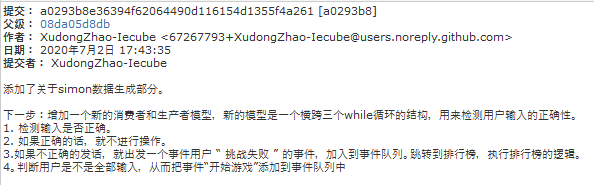 提交： a0293b8e36394f62064490d116154d1355f4a261 [a0293b8]
父级： 08da05d8db
作者： XudongZhao-Iecube <67267793+XudongZhao-Iecube@users.noreply.github.com>
日期： 2020年7月2日 17:43:35
提交者： XudongZhao-Iecube
添加了关于simon数据生成部分。
下一步：增加一个新的消费者和生产者模型，新的模型是一个横跨三个while循环的结构，用来检测用户输入的正确性。
1. 检测输入是否正确。
2. 如果正确的话，就不进行操作。
3.如果不正确的发话，就出发一个事件用户 “ 挑战失败 ” 的事件，加入到事件队列。跳转到排行榜，执行排行榜的逻辑。
4。判断用户是不是全部输入，从而把事件“开始游戏”添加到事件队列中